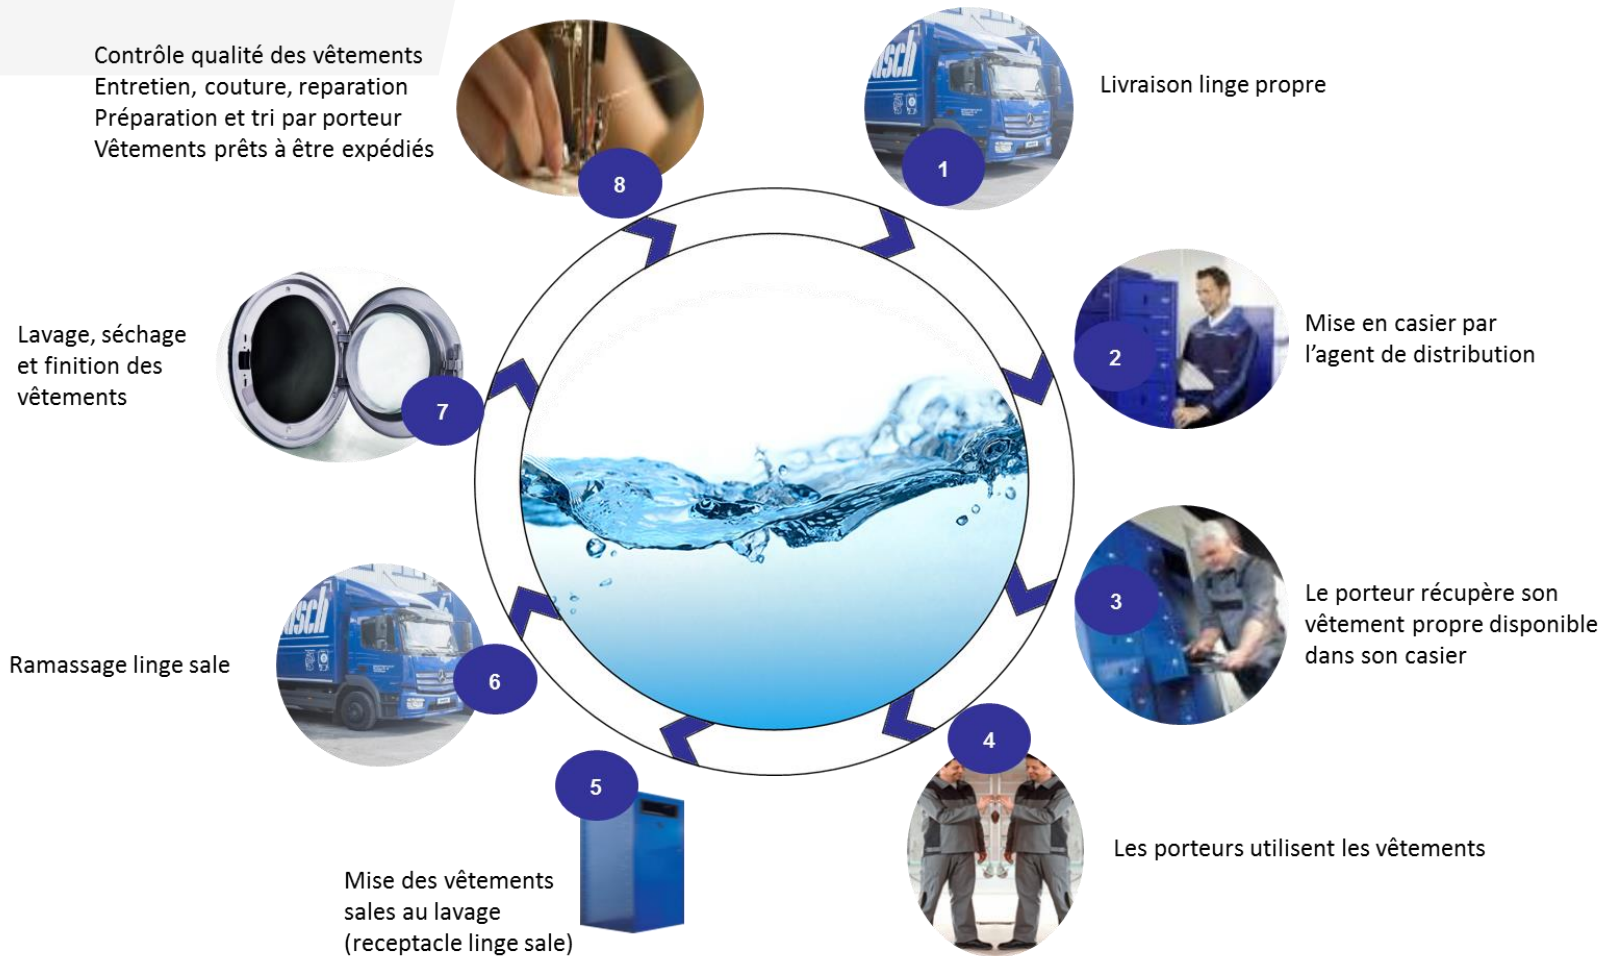 Contrôle qualité des vêtements
Entretien, couture, reparation
Préparation et tri par porteur
Vêtements prêts à être expédiés
8
asch
1
Livraison linge propre
2
Mise en casier par
l’agent de distribution
3
Le porteur récupère son
vêtement propre disponible
dans son casier
4
Les porteurs utilisent les vêtements
5
Mise des vêtements
sales au lavage
(receptacle linge sale)
6
asch
Ramassage linge sale
7
Lavage, séchage
et finition des
vêtements